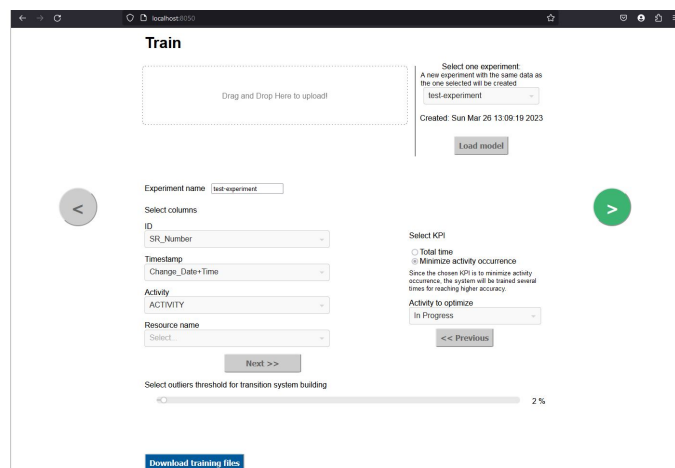 localhost:8050
Train
Drag and Drop Here to upload!
Select one experiment:
A new experiment with the same data as
the one selected will be created
test-experiment
Created: Sun Mar 26 13:09:19 2023
Load model
<
>
Experiment name test-experiment
Select columns
ID
SR_Number
Timestamp
Change_Date+Time
Activity
ACTIVITY
Resource name
Select...
Next >>
Select KPI
Total time
Minimize activity occurrence
Since the chosen KPI is to minimize activity
occurrence, the system will be trained several
times for reaching higher accuracy.
Activity to optimize
In Progress
<< Previous
Select outliers threshold for transition system building
2 %
Download training files